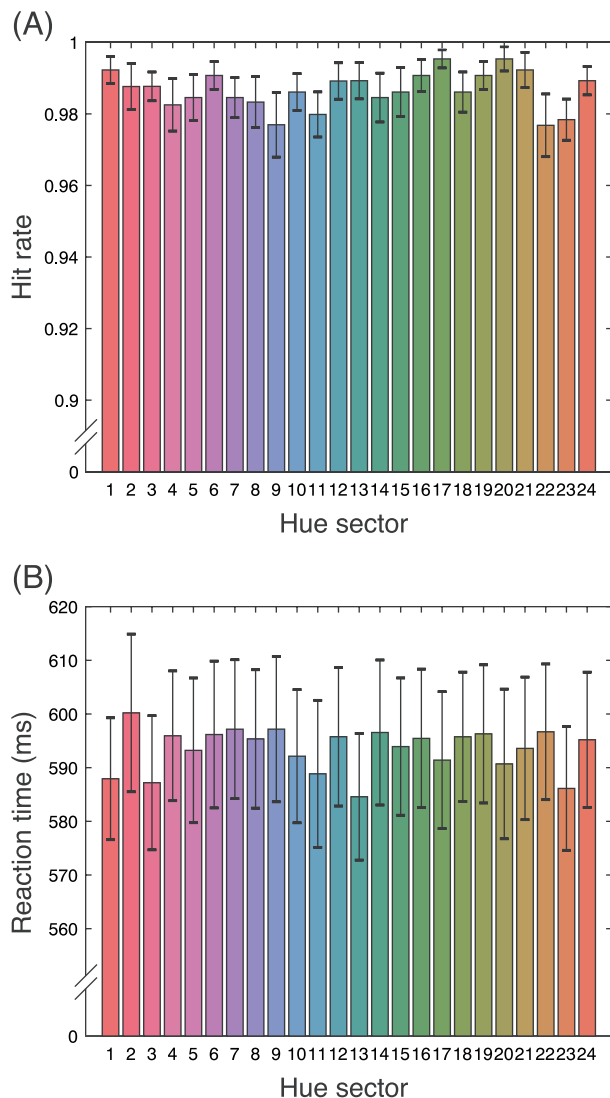 (A)
1
0.98
0.96
0.94
0.92
0.9
0
Hit rate
1 2 3 4 5 6 7 8 9 10 11 12 13 14 15 16 17 18 19 20 21 22 23 24
Hue sector
(B)
620
610
600
590
580
570
560
0
Reaction time (ms)
1 2 3 4 5 6 7 8 9 10 11 12 13 14 15 16 17 18 19 20 21 22 23 24
Hue sector